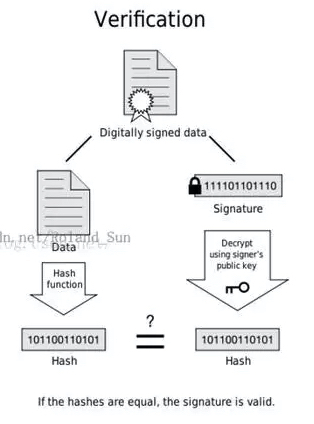 Verification
Digitally signed data
111101101110
Signature
ln.net/Roland_Sun
Data
Decrypt
using signer's
public key
Hash
function
?
101100110101
=
101100110101
Hash
Hash
If the hashes are equal, the signature is valid.